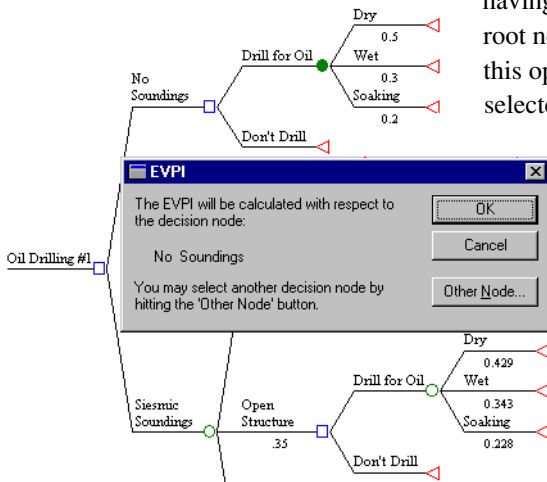 having
root no
this op
selecte
Dry
0.5
Drill for Oil
Wet
0.3
No
Soundings
Soaking
0.2
Don't Drill
EVPI
The EVPI will be calculated with respect to
the decision node:
No Soundings
You may select another decision node by
hitting the 'Other Node' button.
OK
Cancel
Other Node...
Oil Drilling #1
Dry
0.429
Drill for Oil
Wet
0.343
Siesmic
Soundings
Open
Structure
.35
Soaking
0.228
Don't Drill